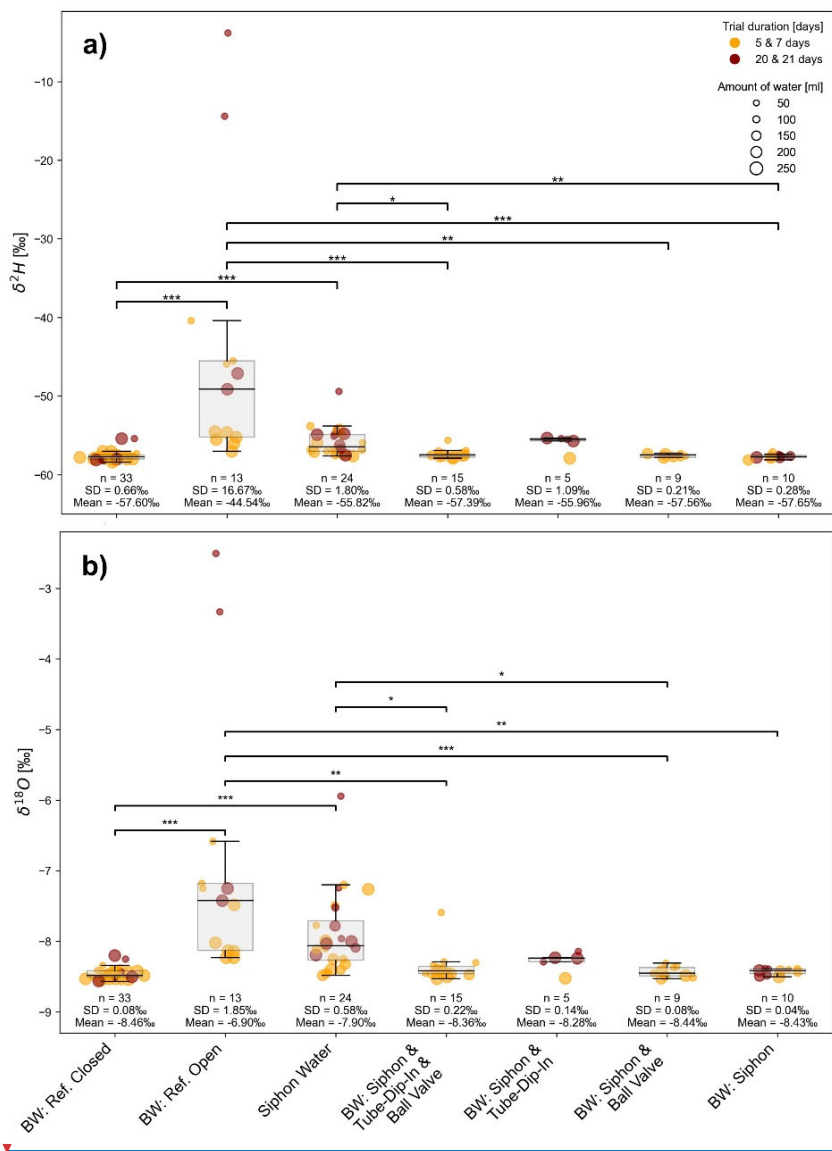 a)
Trial duration [days]
5 & 7 days
20 & 21 days
Amount of water [ml]
50
100
150
200
250
−10
−20
−30
−40
−50
−60
δ²H [‰]
**
*
***
**
***
***
***
n = 33
SD = 0.66‰
Mean = -57.60‰
n = 13
SD = 16.67‰
Mean = -44.54‰
n = 24
SD = 1.80‰
Mean = -55.82‰
n = 15
SD = 0.58‰
Mean = -57.39‰
n = 5
SD = 1.09‰
Mean = -55.96‰
n = 9
SD = 0.21‰
Mean = -57.56‰
n = 10
SD = 0.28‰
Mean = -57.65‰
b)
−3
−4
−5
−6
−7
−8
−9
δ¹⁸O [‰]
*
*
**
***
**
***
***
n = 33
SD = 0.08‰
Mean = -8.46‰
n = 13
SD = 1.85‰
Mean = -6.90‰
n = 24
SD = 0.58‰
Mean = -7.90‰
n = 15
SD = 0.22‰
Mean = -8.36‰
n = 5
SD = 0.14‰
Mean = -8.28‰
n = 9
SD = 0.08‰
Mean = -8.44‰
n = 10
SD = 0.04‰
Mean = -8.43‰
BW: Ref. Closed
BW: Ref. Open
Siphon Water
BW: Siphon &
Tube-Dip-In &
Ball Valve
BW: Siphon &
Tube-Dip-In
BW: Siphon &
Ball Valve
BW: Siphon